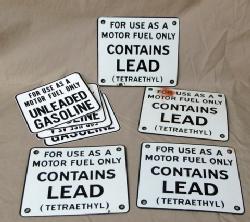 FOR USE AS A
MOTOR FUEL ONLY
CONTAINS
LEAD
(TETRAETHYL)
FOR USE AS A
MOTOR FUEL ONLY
UNLEADED
GASOLINE
GASOLINE
FOR USE AS A
MOTOR FUEL ONLY
CONTAINS
LEAD
(TETRAETHYL)
FOR USE AS A
MOTOR FUEL ONLY
CONTAINS
LEAD
(TETRAETHYL)
FOR USE AS A
MOTOR FUEL ONLY
CONTAINS
LEAD
(TETRAETHYL)